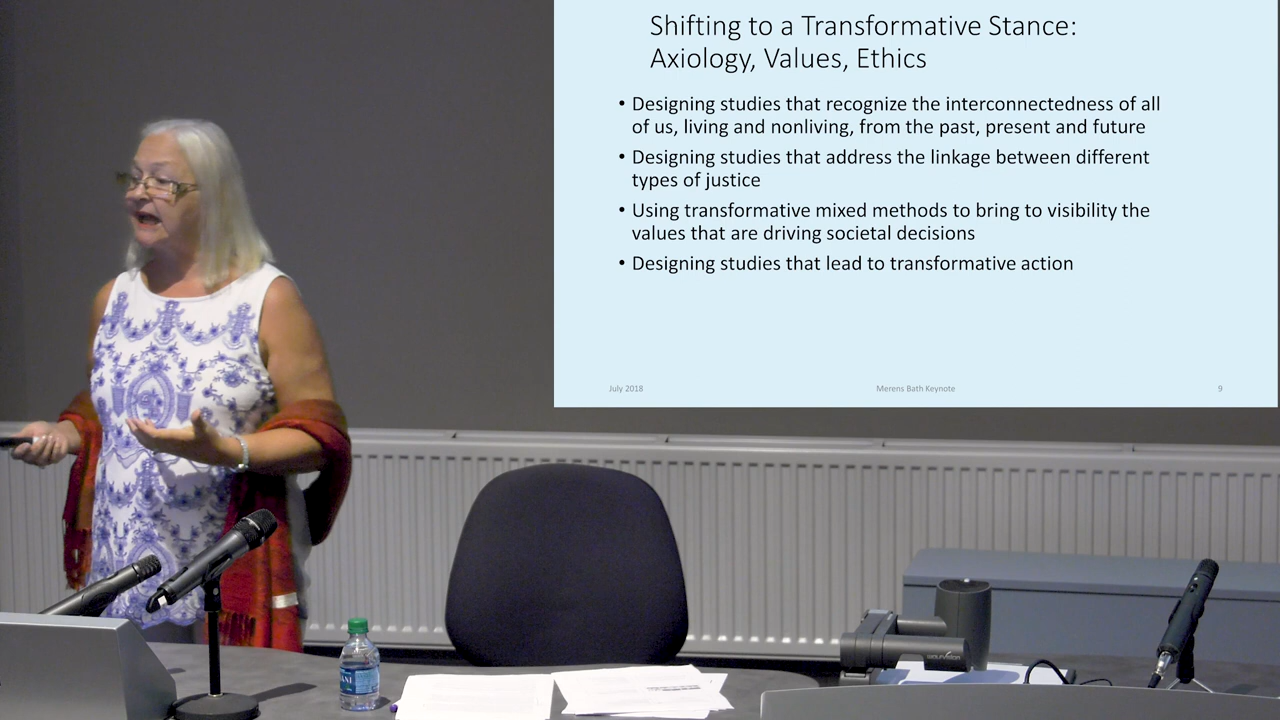 Shifting to a Transformative Stance:
Axiology, Values, Ethics
• Designing studies that recognize the interconnectedness of all
of us, living and nonliving, from the past, present and future
• Designing studies that address the linkage between different
types of justice
• Using transformative mixed methods to bring to visibility the
values that are driving societal decisions
• Designing studies that lead to transformative action
July 2018
Merens Bath Keynote
9
wolfvision